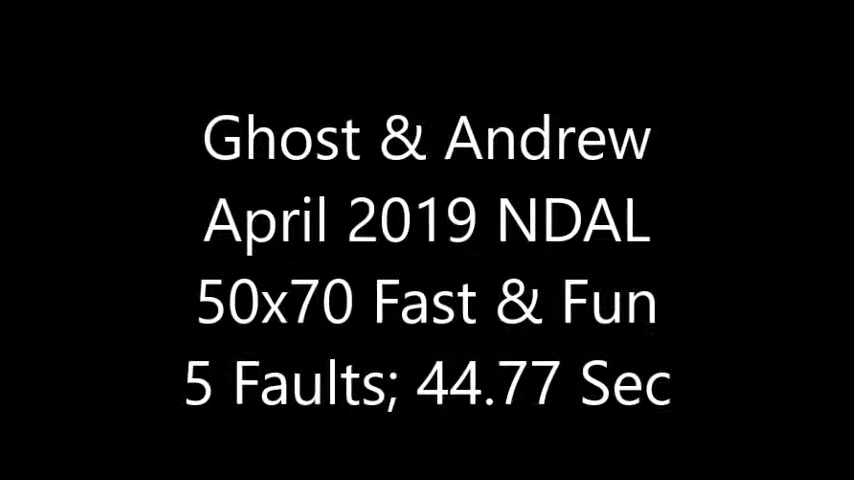 Ghost & Andrew
April 2019 NDAL
50x70 Fast & Fun
5 Faults; 44.77 Sec